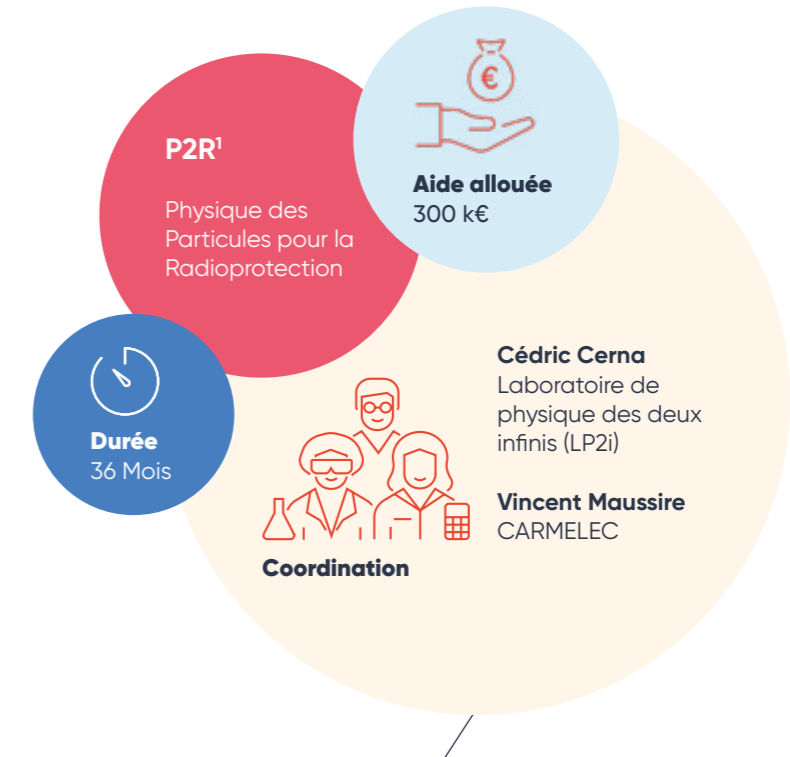 P2R¹
Physique des
Particules pour la
Radioprotection
€
Aide allouée
300 k€
Durée
36 Mois
Cédric Cerna
Laboratoire de
physique des deux
infinis (LP2i)
Vincent Maussire
CARMELEC
Coordination